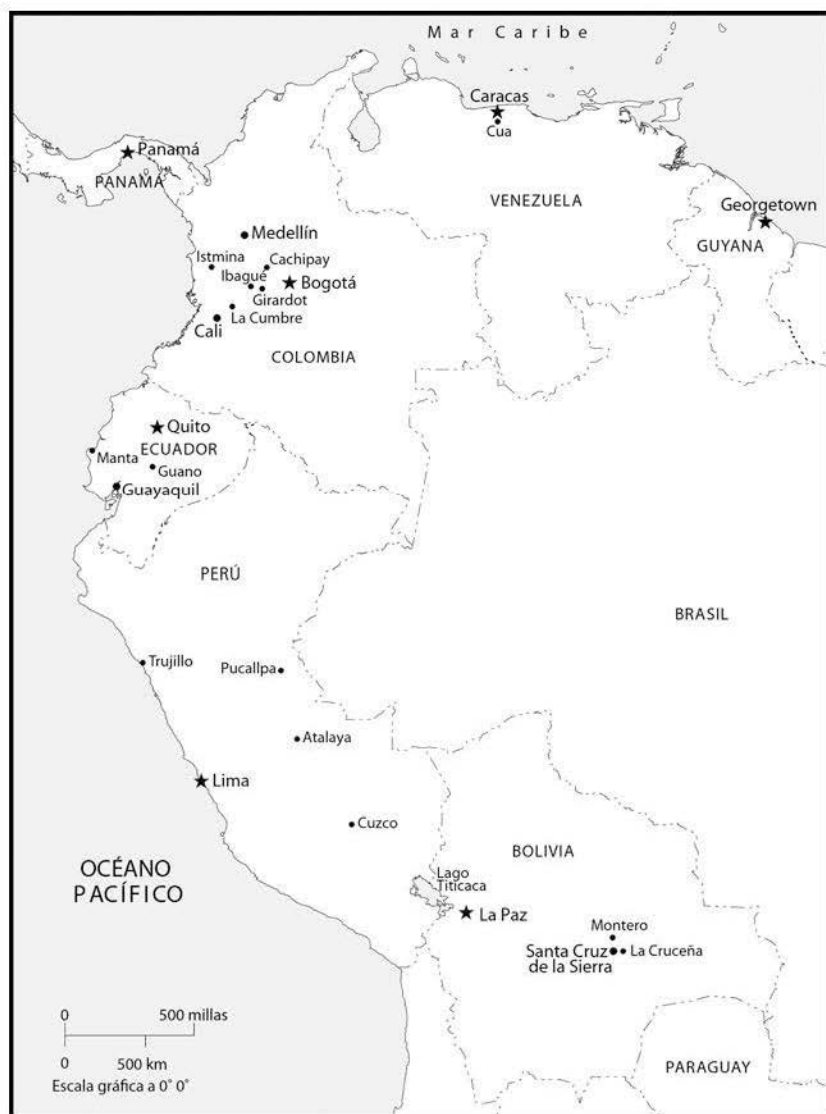 Mar Caribe
Caracas
Cua
Panamá
PANAMÁ
VENEZUELA
Georgetown
GUYANA
Medellín
Istmina
Cachipay
Ibagué
Bogotá
Girardot
La Cumbre
Cali
COLOMBIA
Quito
ECUADOR
Manta
Guano
Guayaquil
PERÚ
BRASIL
Trujillo
Pucallpa
Atalaya
Lima
Cuzco
BOLIVIA
OCÉANO
PACÍFICO
Lago
Titicaca
La Paz
Montero
Santa Cruz
de la Sierra
La Cruceña
0 500 millas
0 500 km
Escala gráfica a 0° 0°
PARAGUAY